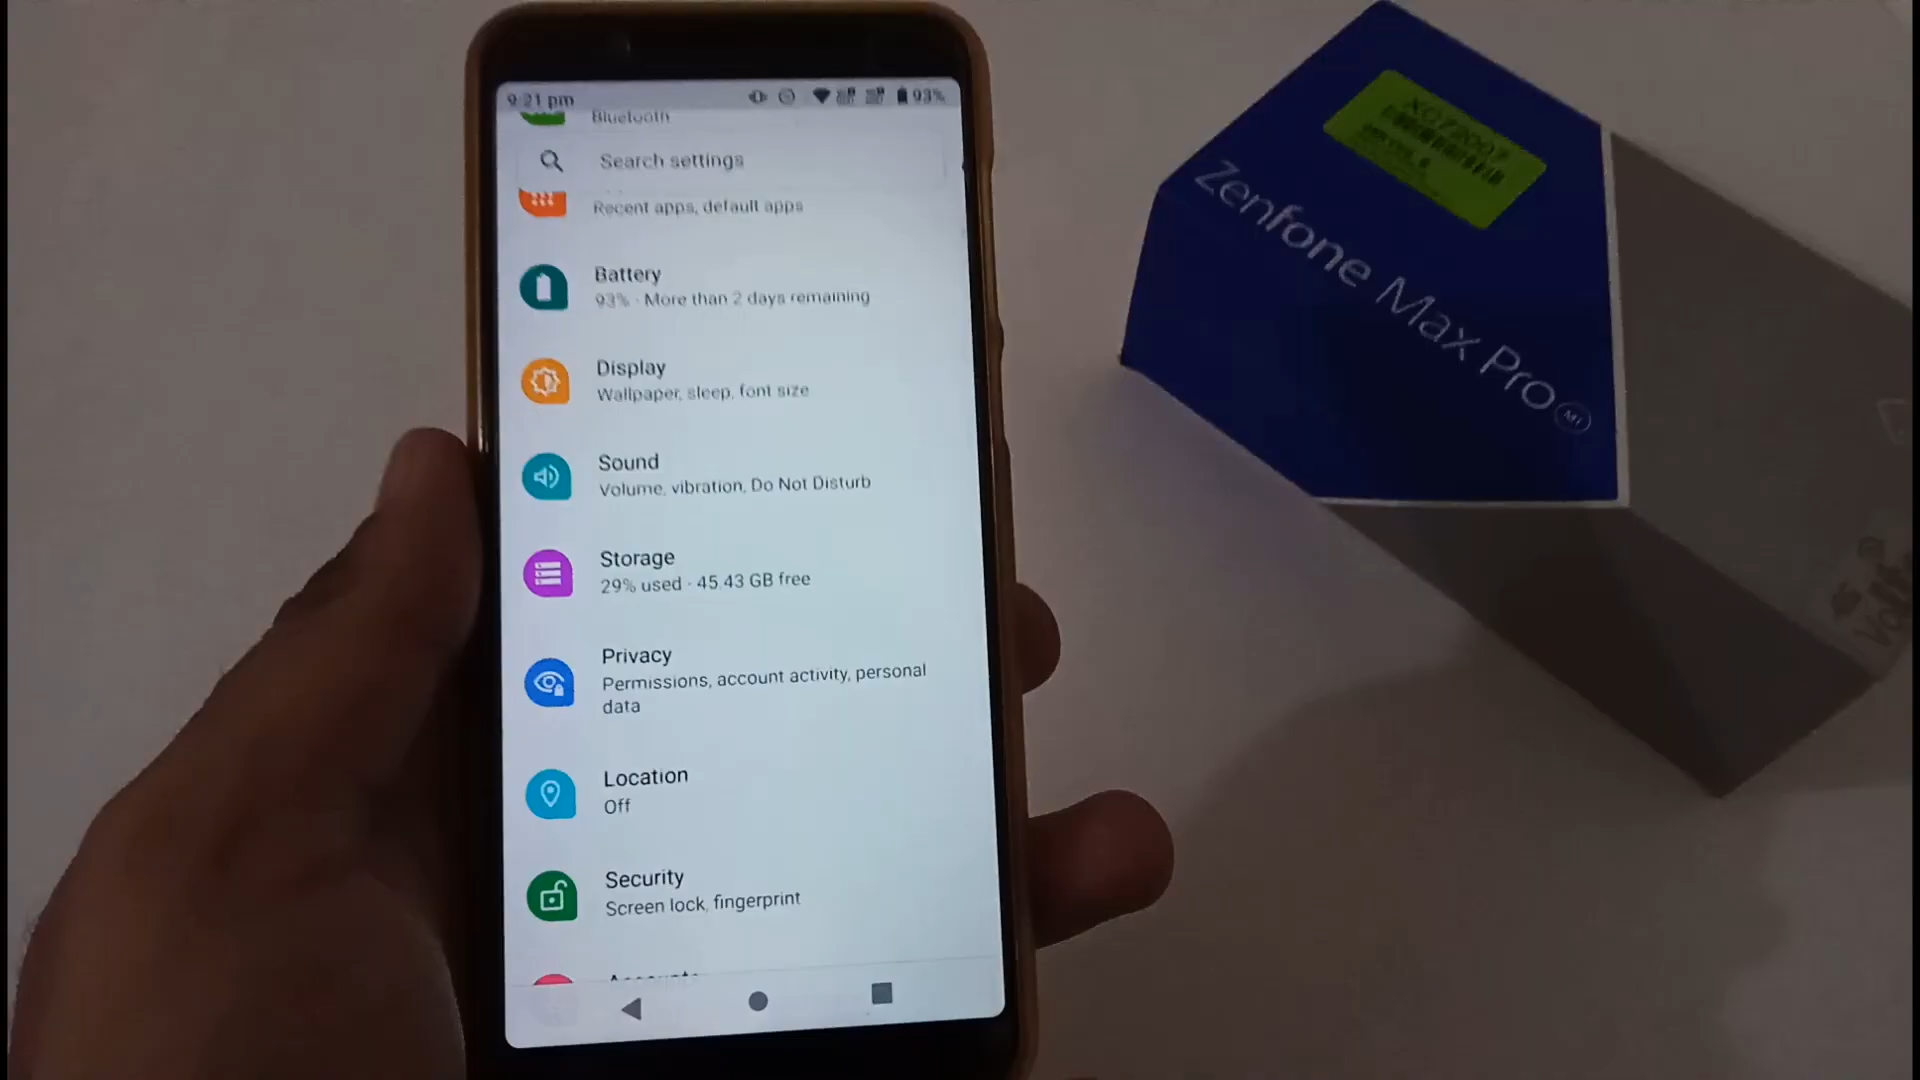 9:21 pm
93%
Bluetooth
Search settings
Recent apps, default apps
Battery
93% · More than 2 days remaining
Display
Wallpaper, sleep, font size
Sound
Volume, vibration, Do Not Disturb
Storage
29% used · 45.43 GB free
Privacy
Permissions, account activity, personal
data
Location
Off
Security
Screen lock, fingerprint
Zenfone Max Pro M1